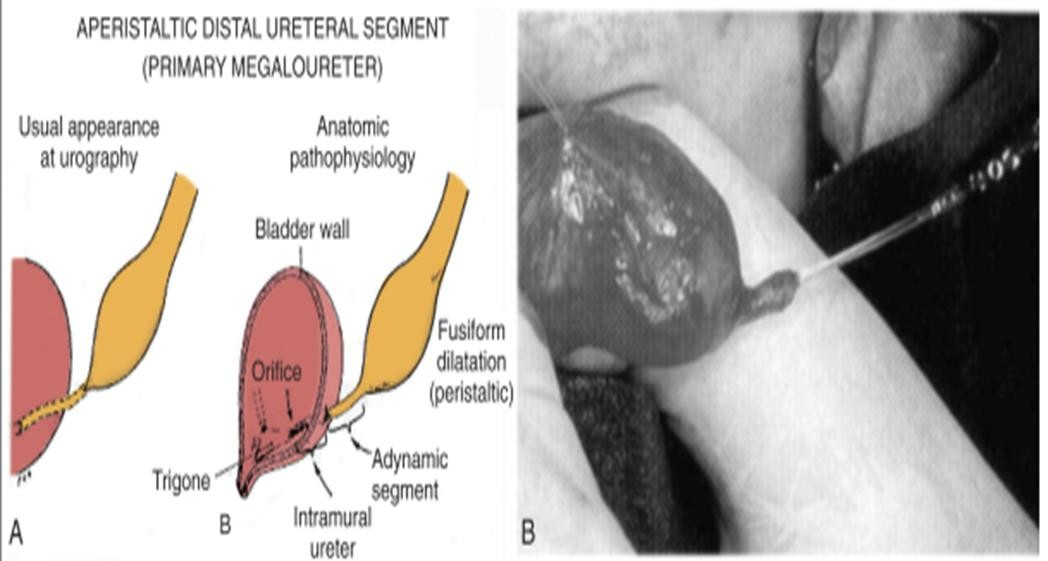 APERISTALTIC DISTAL URETERAL SEGMENT
(PRIMARY MEGALOURETER)
Usual appearance
at urography
Anatomic
pathophysiology
Bladder wall
Orifice
Fusiform
dilatation
(peristaltic)
Trigone
Adynamic
segment
Intramural
ureter
A
B
B